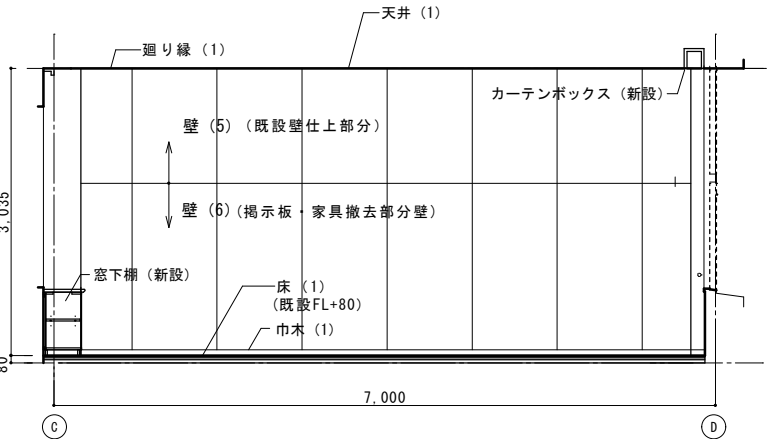 天井 (1)
廻り縁 (1)
カーテンボックス (新設)
壁 (5) (既設壁仕上部分)
壁 (6) (掲示板・家具撤去部分壁)
3,035
窓下棚 (新設)
床 (1)
(既設FL+80)
巾木 (1)
80
7,000
C
D